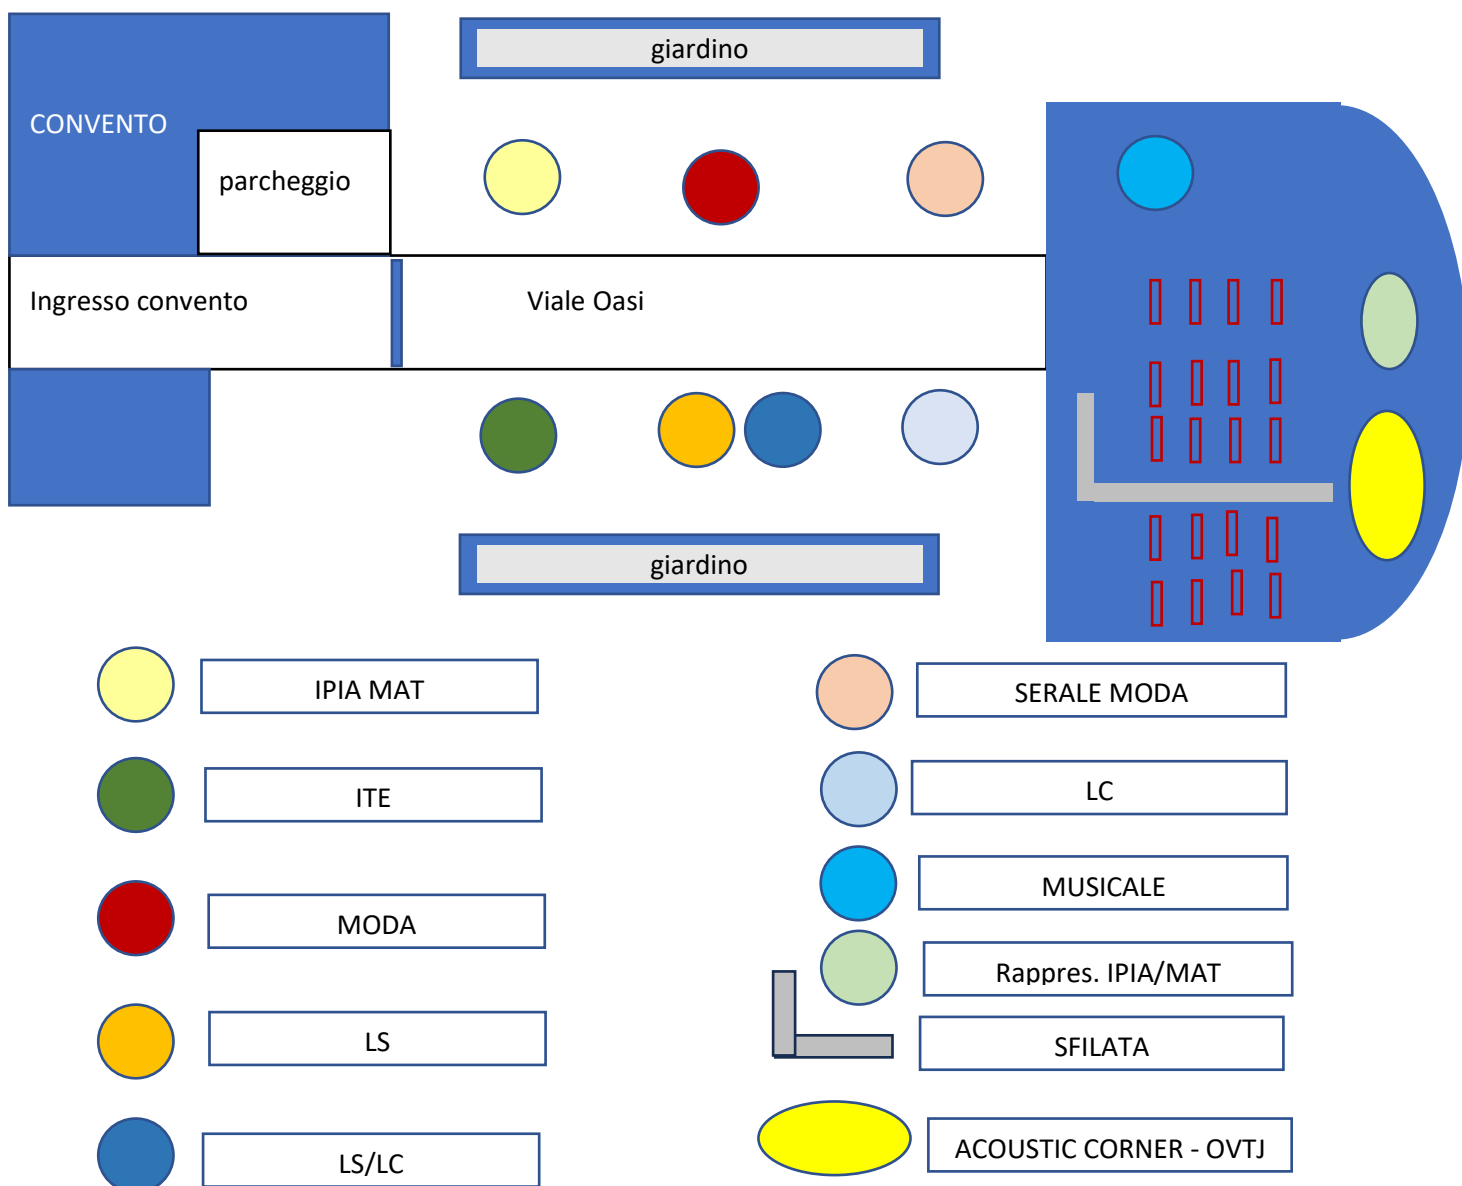 giardino
CONVENTO
parcheggio
Ingresso convento
Viale Oasi
giardino
IPIA MAT
SERALE MODA
ITE
LC
MODA
MUSICALE
Rappres. IPIA/MAT
LS
SFILATA
LS/LC
ACOUSTIC CORNER - OVTJ